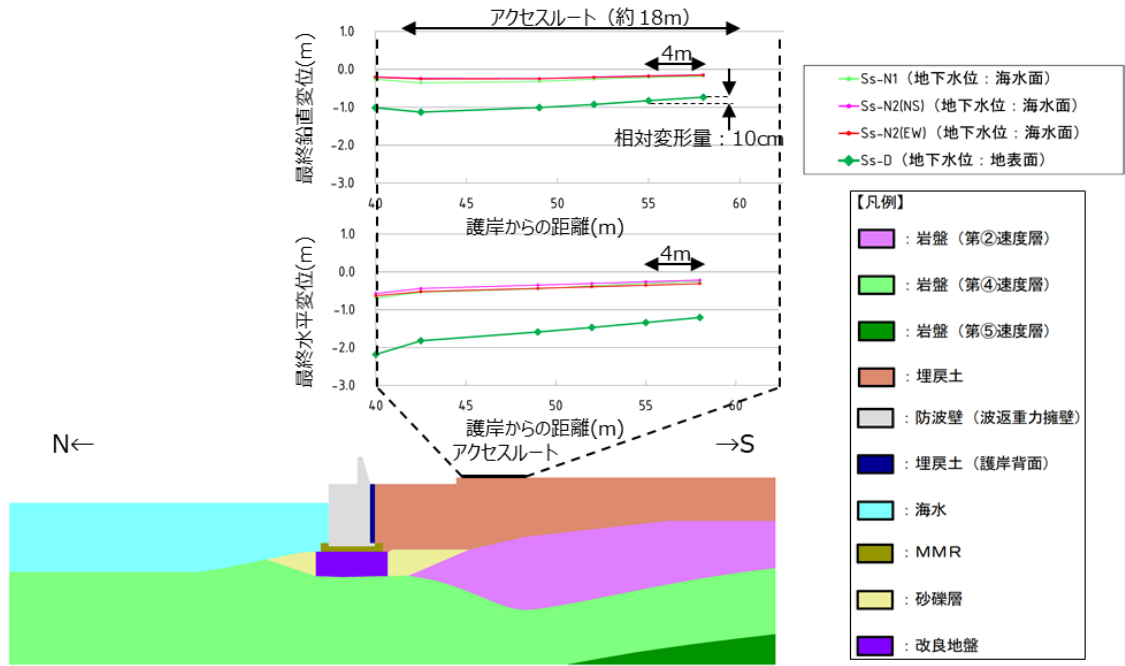 アクセスルート（約18m）
最終鉛直変位(m)
1.0
0.0
-1.0
-2.0
-3.0
4m
相対変形量：10cm
40
45
50
55
60
護岸からの距離(m)
最終水平変位(m)
1.0
0.0
-1.0
-2.0
-3.0
4m
40
45
50
55
60
護岸からの距離(m)
アクセスルート
N←
→S
Ss-N1（地下水位：海水面）
Ss-N2(NS)（地下水位：海水面）
Ss-N2(EW)（地下水位：海水面）
Ss-D（地下水位：地表面）
【凡例】
：岩盤（第②速度層）
：岩盤（第④速度層）
：岩盤（第⑤速度層）
：埋戻土
：防波壁（波返重力擁壁）
：埋戻土（護岸背面）
：海水
：ＭＭＲ
：砂礫層
：改良地盤